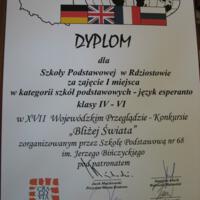 DYPLOM
dla
Szkoły Podstawowej w Rdziostowie
za zajęcie I miejsca
w kategorii szkół podstawowych - język esperanto
klasy IV - VI
w XVII Wojewódzkim Przeglądzie - Konkursie
„Bliżej Świata”
zorganizowanym przez Szkołę Podstawową nr 68
im. Jerzego Bińczyckiego
pod patronatem